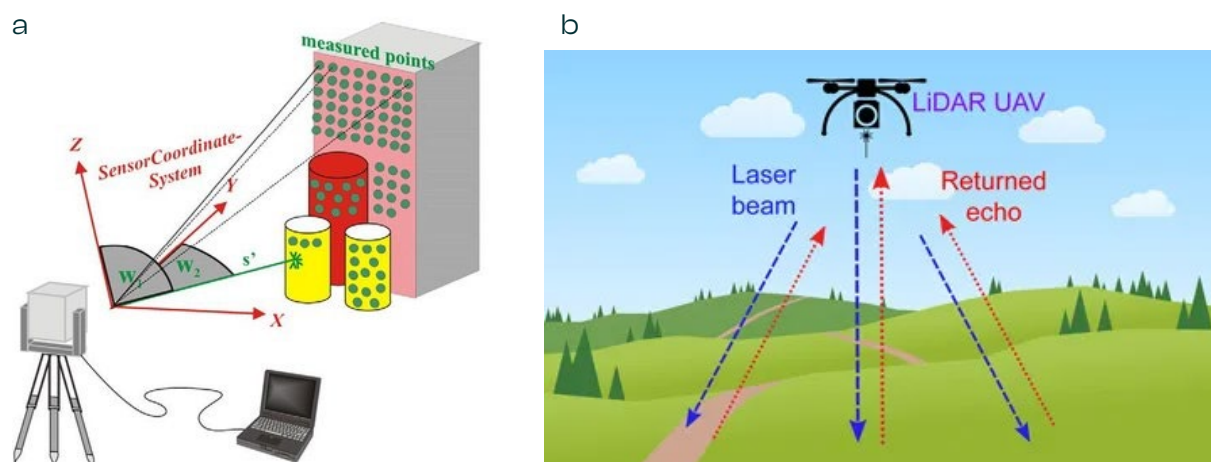 a
measured points
Z
SensorCoordinate-
System
Y
W1
W2
s'
X
b
LiDAR UAV
Laser
beam
Returned
echo